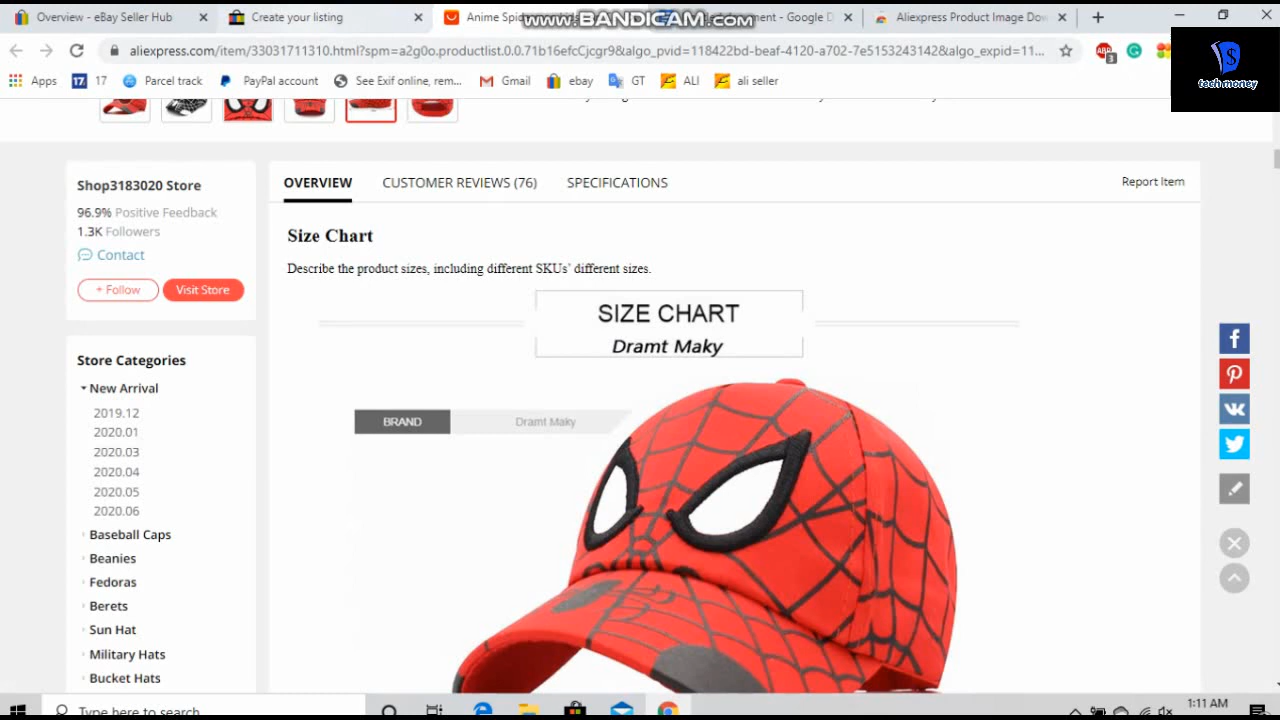 Overview - eBay Seller Hub
Create your listing
Anime Spi
www.BANDICAM.com
ment - Google D
Aliexpress Product Image Dow
aliexpress.com/item/33031711310.html?spm=a2g0o.productlist.0.0.71b16efcCjcgr9&algo_pvid=118422bd-beaf-4120-a702-7e5153243142&algo_expid=11...
ABP
3
Apps
17
17
Parcel track
PayPal account
See Exif online, rem...
Gmail
ebay
GT
ALI
ali seller
tech money
Shop3183020 Store
96.9% Positive Feedback
1.3K Followers
Contact
+ Follow
Visit Store
Store Categories
New Arrival
2019.12
2020.01
2020.03
2020.04
2020.05
2020.06
Baseball Caps
Beanies
Fedoras
Berets
Sun Hat
Military Hats
Bucket Hats
OVERVIEW
CUSTOMER REVIEWS (76)
SPECIFICATIONS
Report Item
Size Chart
Describe the product sizes, including different SKUs' different sizes.
SIZE CHART
Dramt Maky
BRAND
Dramt Maky
Type here to search
1:11 AM